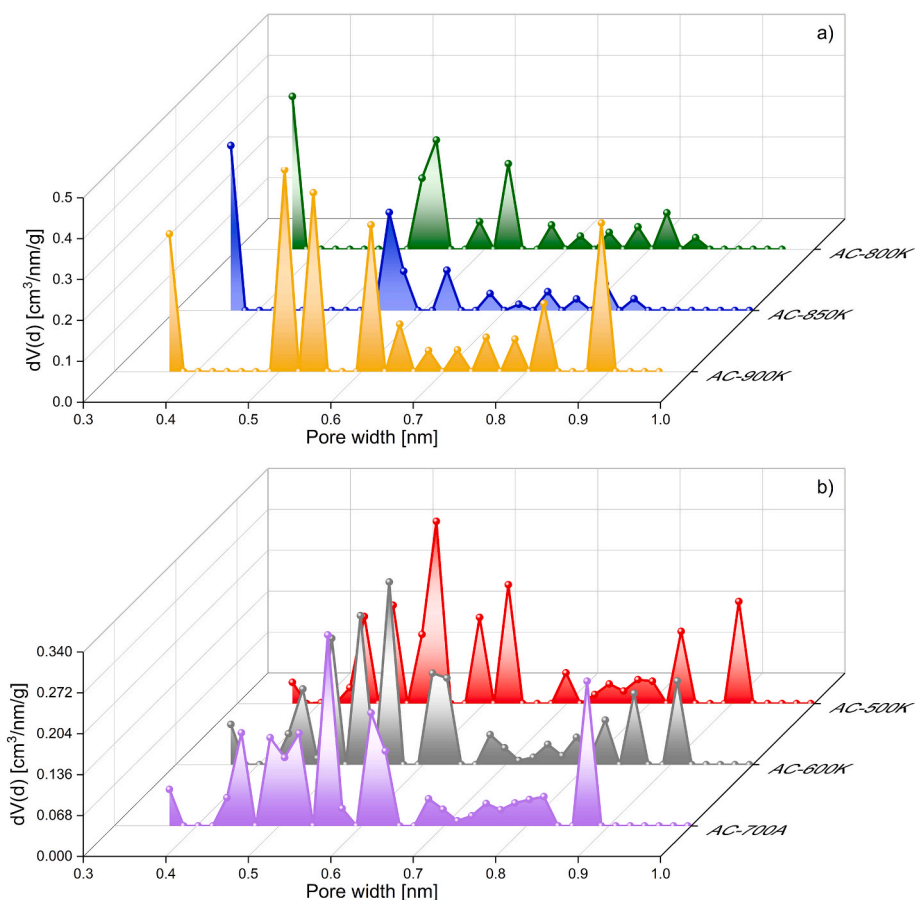 a)
0.5
0.4
0.3
0.2
0.1
0.0
dV(d) [cm³/nm/g]
AC-800K
AC-850K
AC-900K
0.3 0.4 0.5 0.6 0.7 0.8 0.9 1.0
Pore width [nm]
b)
0.340
0.272
0.204
0.136
0.068
0.000
dV(d) [cm³/nm/g]
AC-500K
AC-600K
AC-700A
0.3 0.4 0.5 0.6 0.7 0.8 0.9 1.0
Pore width [nm]